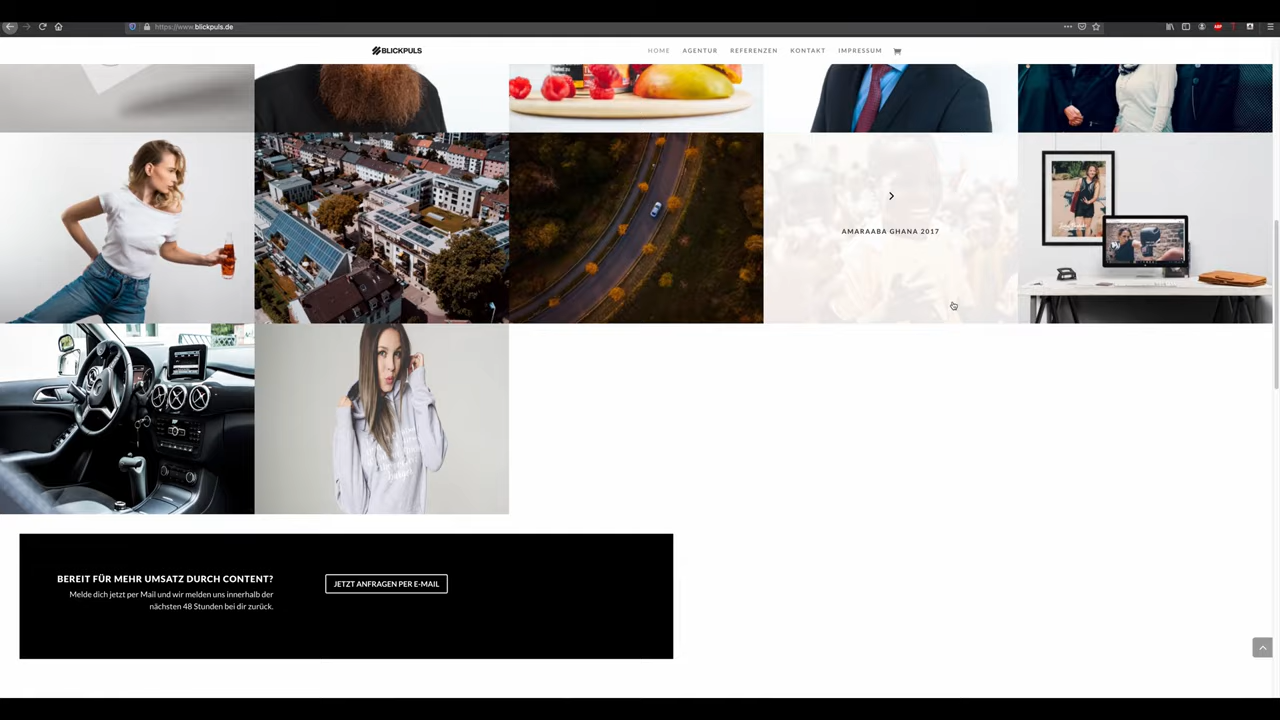 https://www.blickpuls.de
BLICKPULS
HOME AGENTUR REFERENZEN KONTAKT IMPRESSUM
AMARAABA GHANA 2017
BEREIT FÜR MEHR UMSATZ DURCH CONTENT?
Melde dich jetzt per Mail und wir melden uns innerhalb der
nächsten 48 Stunden bei dir zurück.
JETZT ANFRAGEN PER E-MAIL